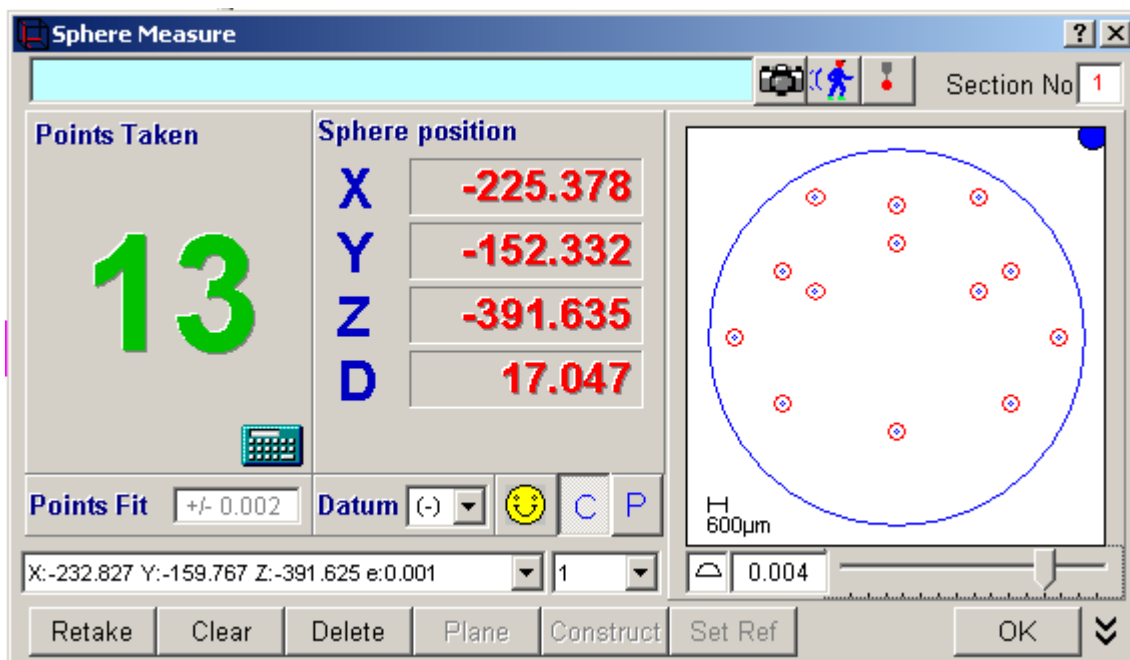 Sphere Measure
Section No 1
Points Taken
13
Sphere position
X -225.378
Y -152.332
Z -391.635
D 17.047
Points Fit +/- 0.002
Datum (-) C P
600µm
X:-232.827 Y:-159.767 Z:-391.625 e:0.001 1
0.004
Retake Clear Delete Plane Construct Set Ref OK